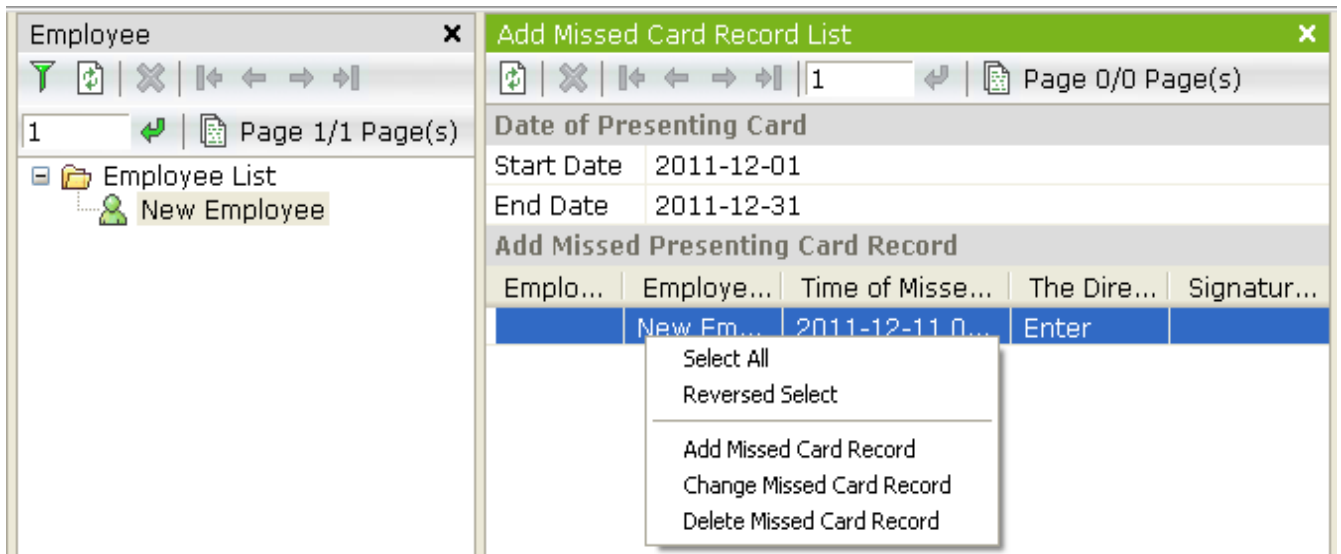 Employee
1
Page 1/1 Page(s)
Employee List
New Employee
Add Missed Card Record List
1 Page 0/0 Page(s)
Date of Presenting Card
Start Date 2011-12-01
End Date 2011-12-31
Add Missed Presenting Card Record
Emplo... Employe... Time of Misse... The Dire... Signatur...
New Em... 2011-12-11 0... Enter
Select All
Reversed Select
Add Missed Card Record
Change Missed Card Record
Delete Missed Card Record